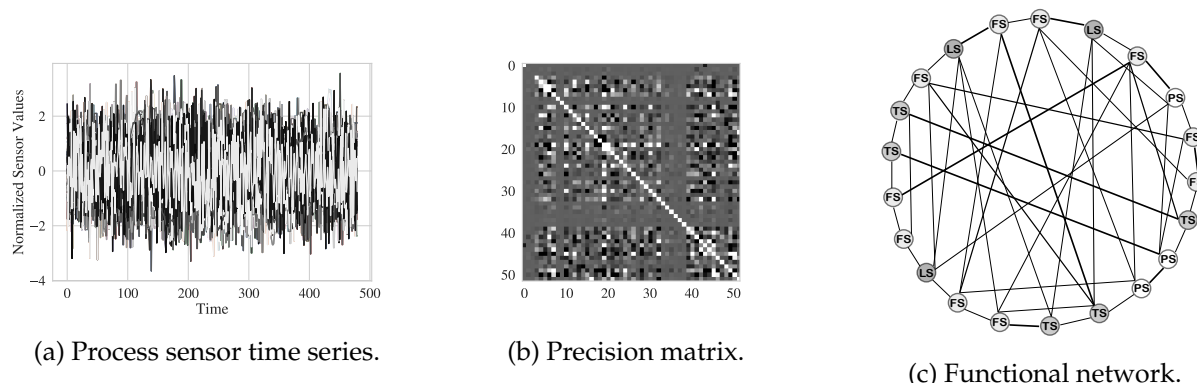 Normalized Sensor Values
2
0
−2
−4
0 100 200 300 400 500
Time
(a) Process sensor time series.
0
10
20
30
40
50
0 10 20 30 40 50
(b) Precision matrix.
FS
FS
LS
LS
FS
FS
PS
TS
FS
TS
FS
TS
FS
PS
LS
PS
FS
TS
FS
TS
(c) Functional network.